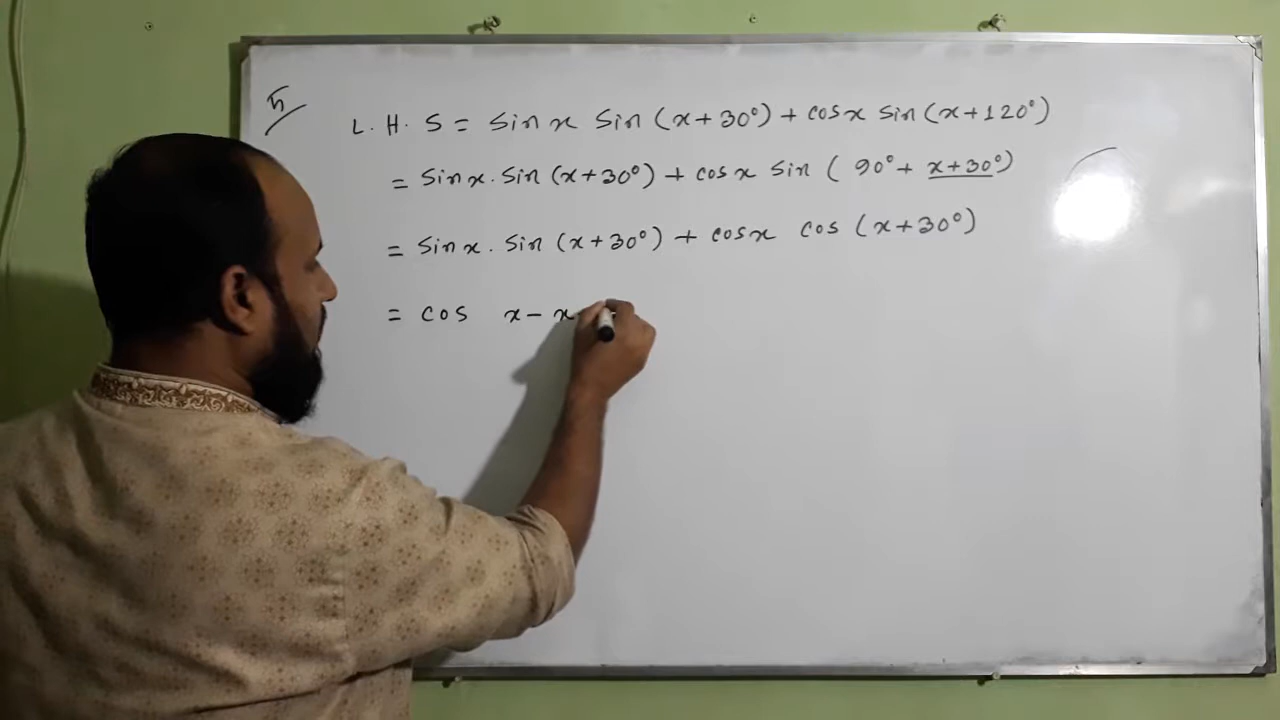 ঢ
L. H. S = sin x sin (x+30°) + cos x sin (x+120°)
= sin x . sin (x+30°) + cos x sin ( 90° + x+30°)
= sin x . sin (x+30°) + cos x cos (x+30°)
= cos x - x